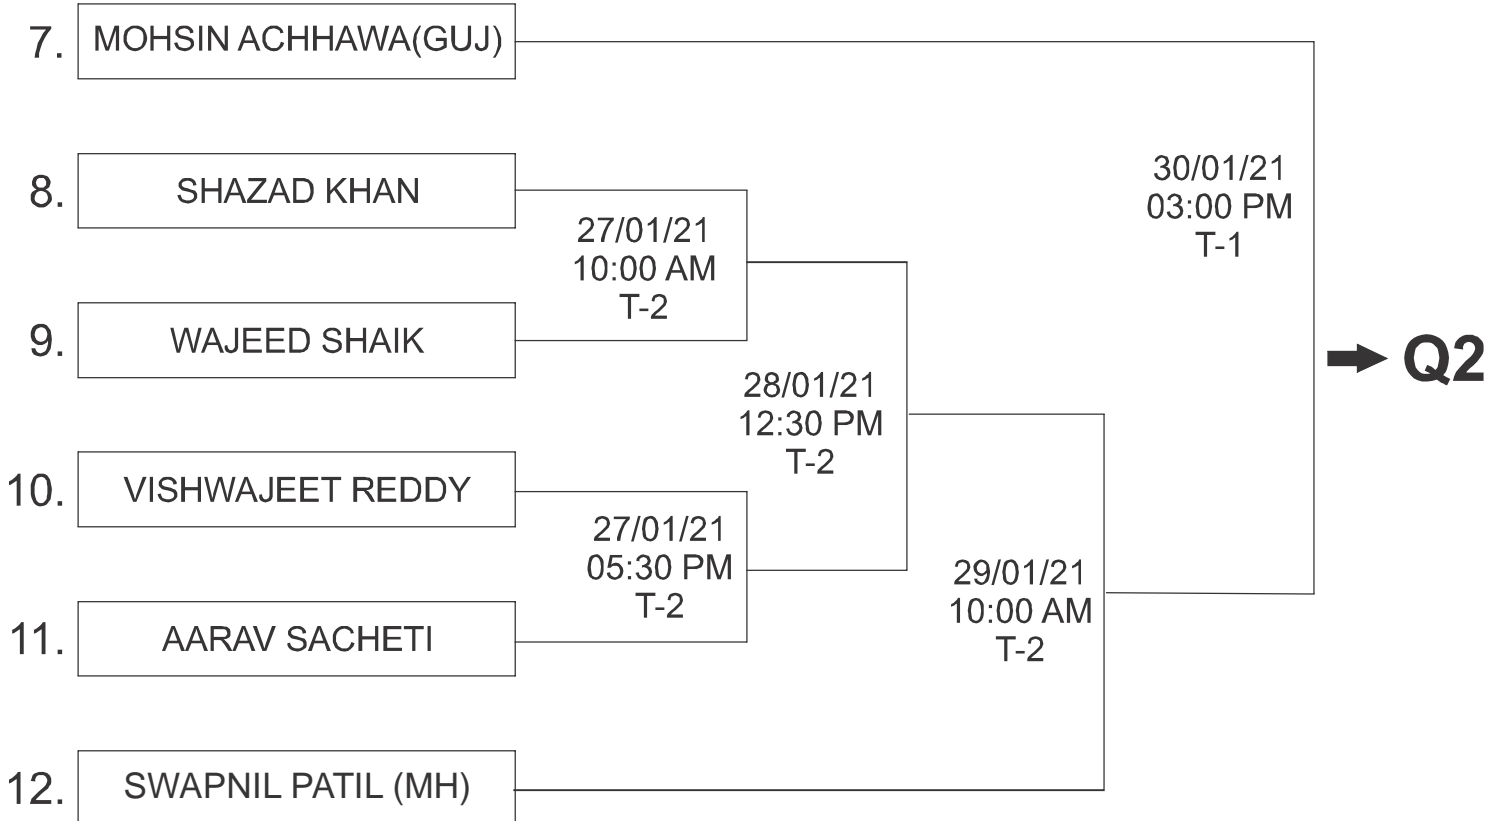 7. MOHSIN ACHHAWA(GUJ)
8. SHAZAD KHAN
30/01/21
03:00 PM
T-1
27/01/21
10:00 AM
T-2
9. WAJEED SHAIK
Q2
28/01/21
12:30 PM
T-2
10. VISHWAJEET REDDY
27/01/21
05:30 PM
T-2
29/01/21
10:00 AM
T-2
11. AARAV SACHETI
12. SWAPNIL PATIL (MH)